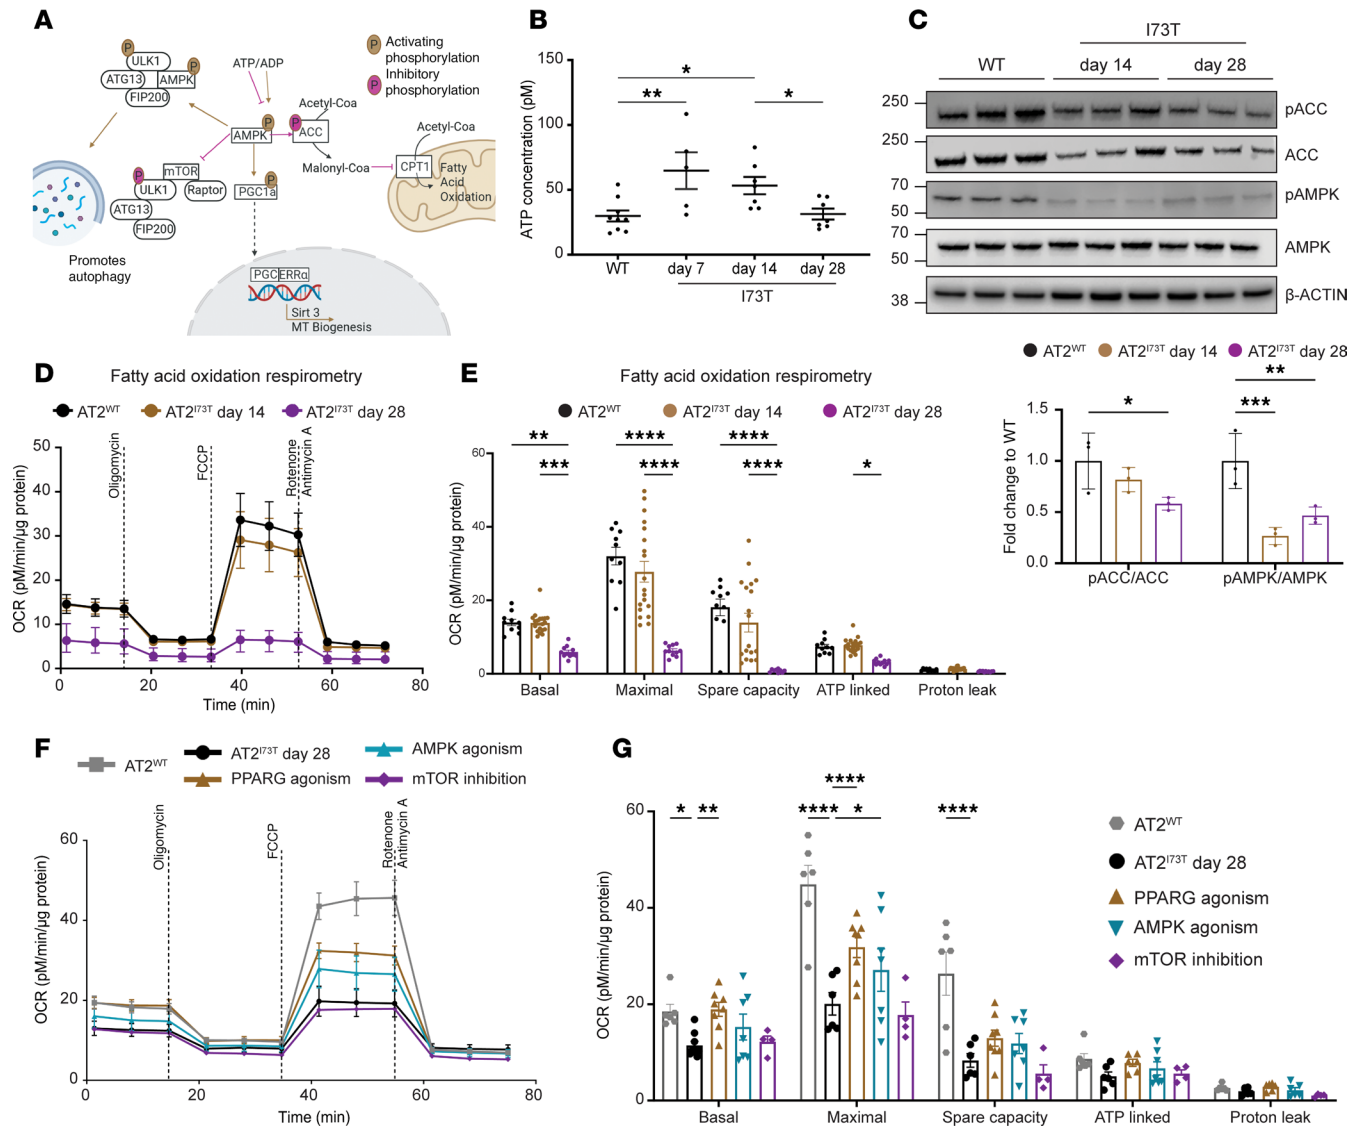 A
P
Activating
phosphorylation
P
Inhibitory
phosphorylation
P
ULK1
P
ATG13
AMPK
FIP200
ATP/ADP
P
AMPK
P
ACC
Acetyl-Coa
Malonyl-Coa
Acetyl-Coa
CPT1
Fatty
Acid
Oxidation
mTOR
P
ULK1
Raptor
ATG13
FIP200
P
PGC1a
Promotes
autophagy
PGC
ERRα
Sirt 3
MT Biogenesis
B
ATP concentration (pM)
150
100
50
0
*
**
*
WT
day 7
day 14
day 28
I73T
C
I73T
WT
day 14
day 28
250
pACC
250
ACC
70
50
pAMPK
70
50
AMPK
38
β-ACTIN
AT2WT
AT2I73T day 14
AT2I73T day 28
Fold change to WT
1.5
1.0
0.5
0.0
*
**
***
pACC/ACC
pAMPK/AMPK
D
Fatty acid oxidation respirometry
AT2WT
AT2I73T day 14
AT2I73T day 28
OCR (pM/min/µg protein)
50
40
30
20
10
0
Oligomycin
FCCP
Rotenone
Antimycin A
0
20
40
60
80
Time (min)
E
Fatty acid oxidation respirometry
AT2WT
AT2I73T day 14
AT2I73T day 28
OCR (pM/min/µg protein)
60
40
20
0
**
***
****
****
****
****
*
Basal
Maximal
Spare capacity
ATP linked
Proton leak
F
AT2WT
AT2I73T day 28
AMPK agonism
PPARG agonism
mTOR inhibition
OCR (pM/min/µg protein)
60
40
20
0
Oligomycin
FCCP
Rotenone
Antimycin A
0
20
40
60
80
Time (min)
G
OCR (pM/min/µg protein)
60
40
20
0
*
**
****
****
*
****
AT2WT
AT2I73T day 28
PPARG agonism
AMPK agonism
mTOR inhibition
Basal
Maximal
Spare capacity
ATP linked
Proton leak